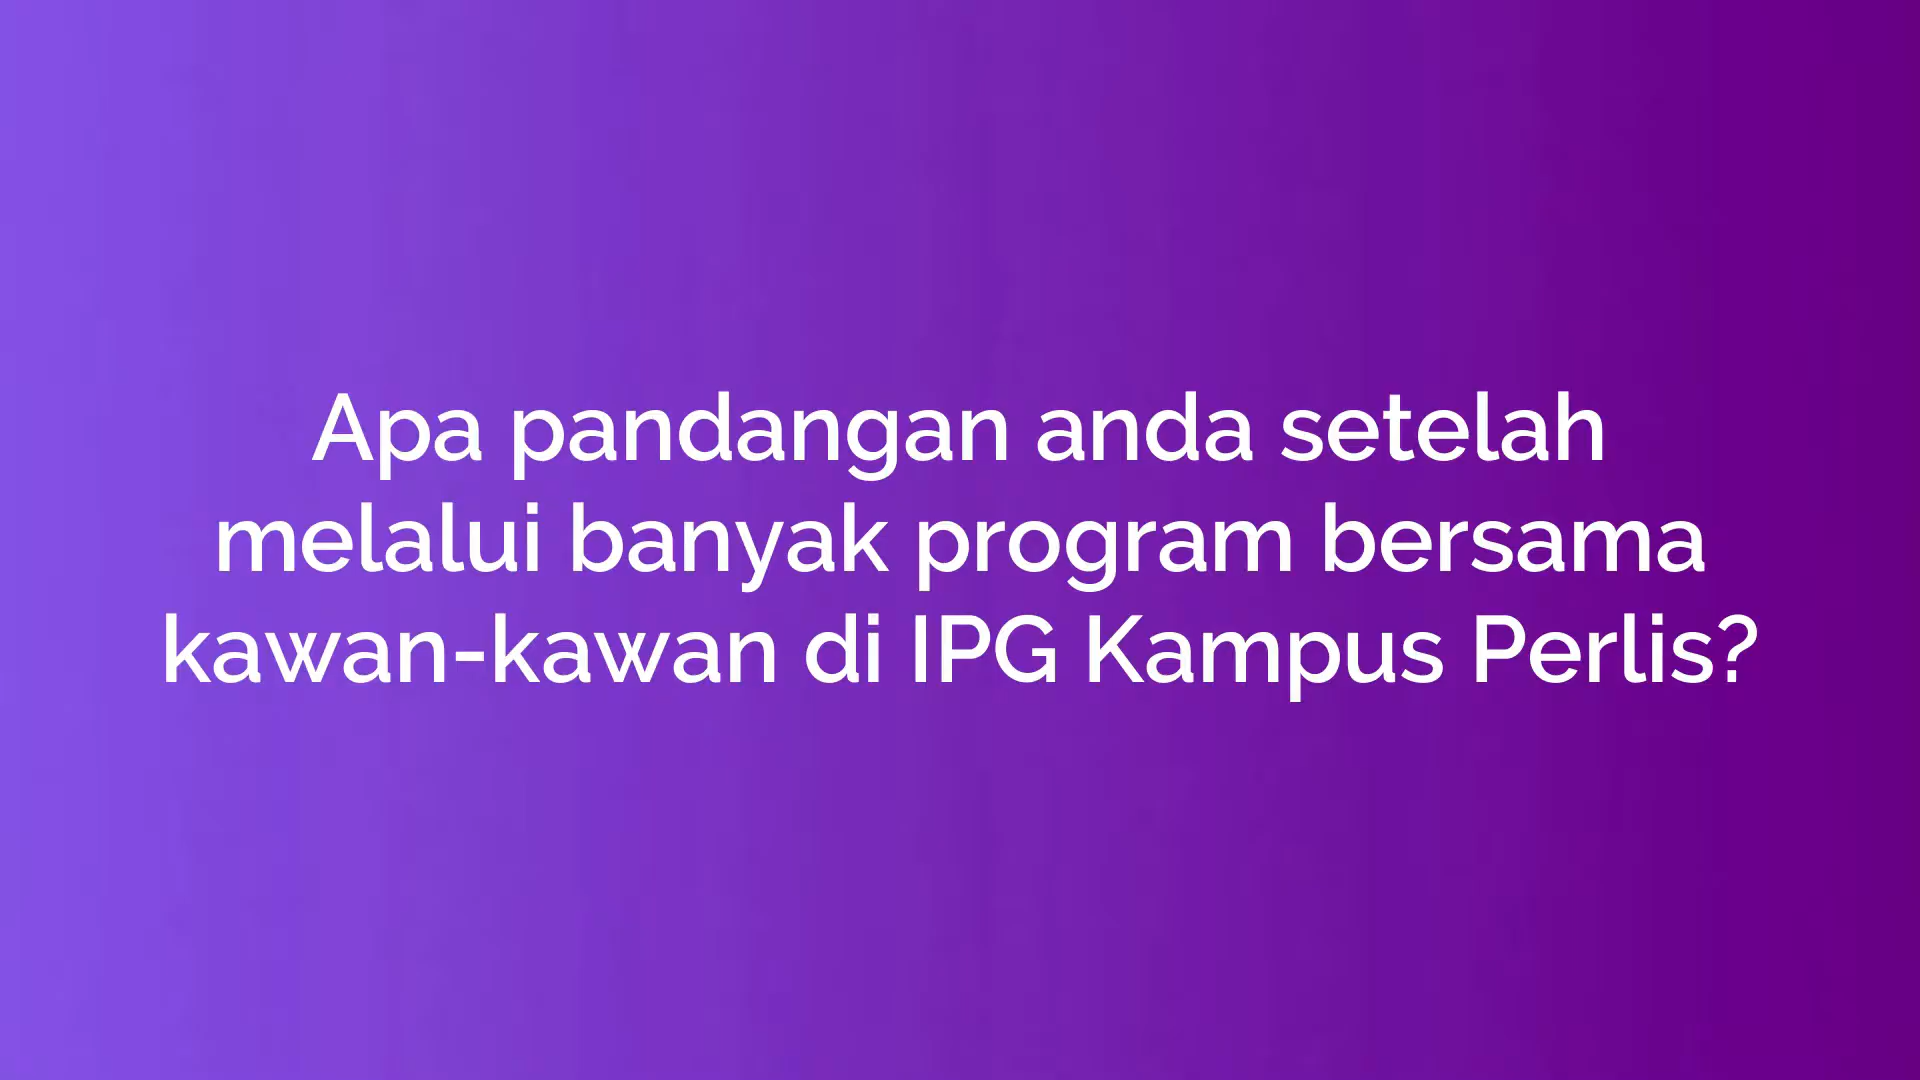 Apa pandangan anda setelah
melalui banyak program bersama
kawan-kawan di IPG Kampus Perlis?